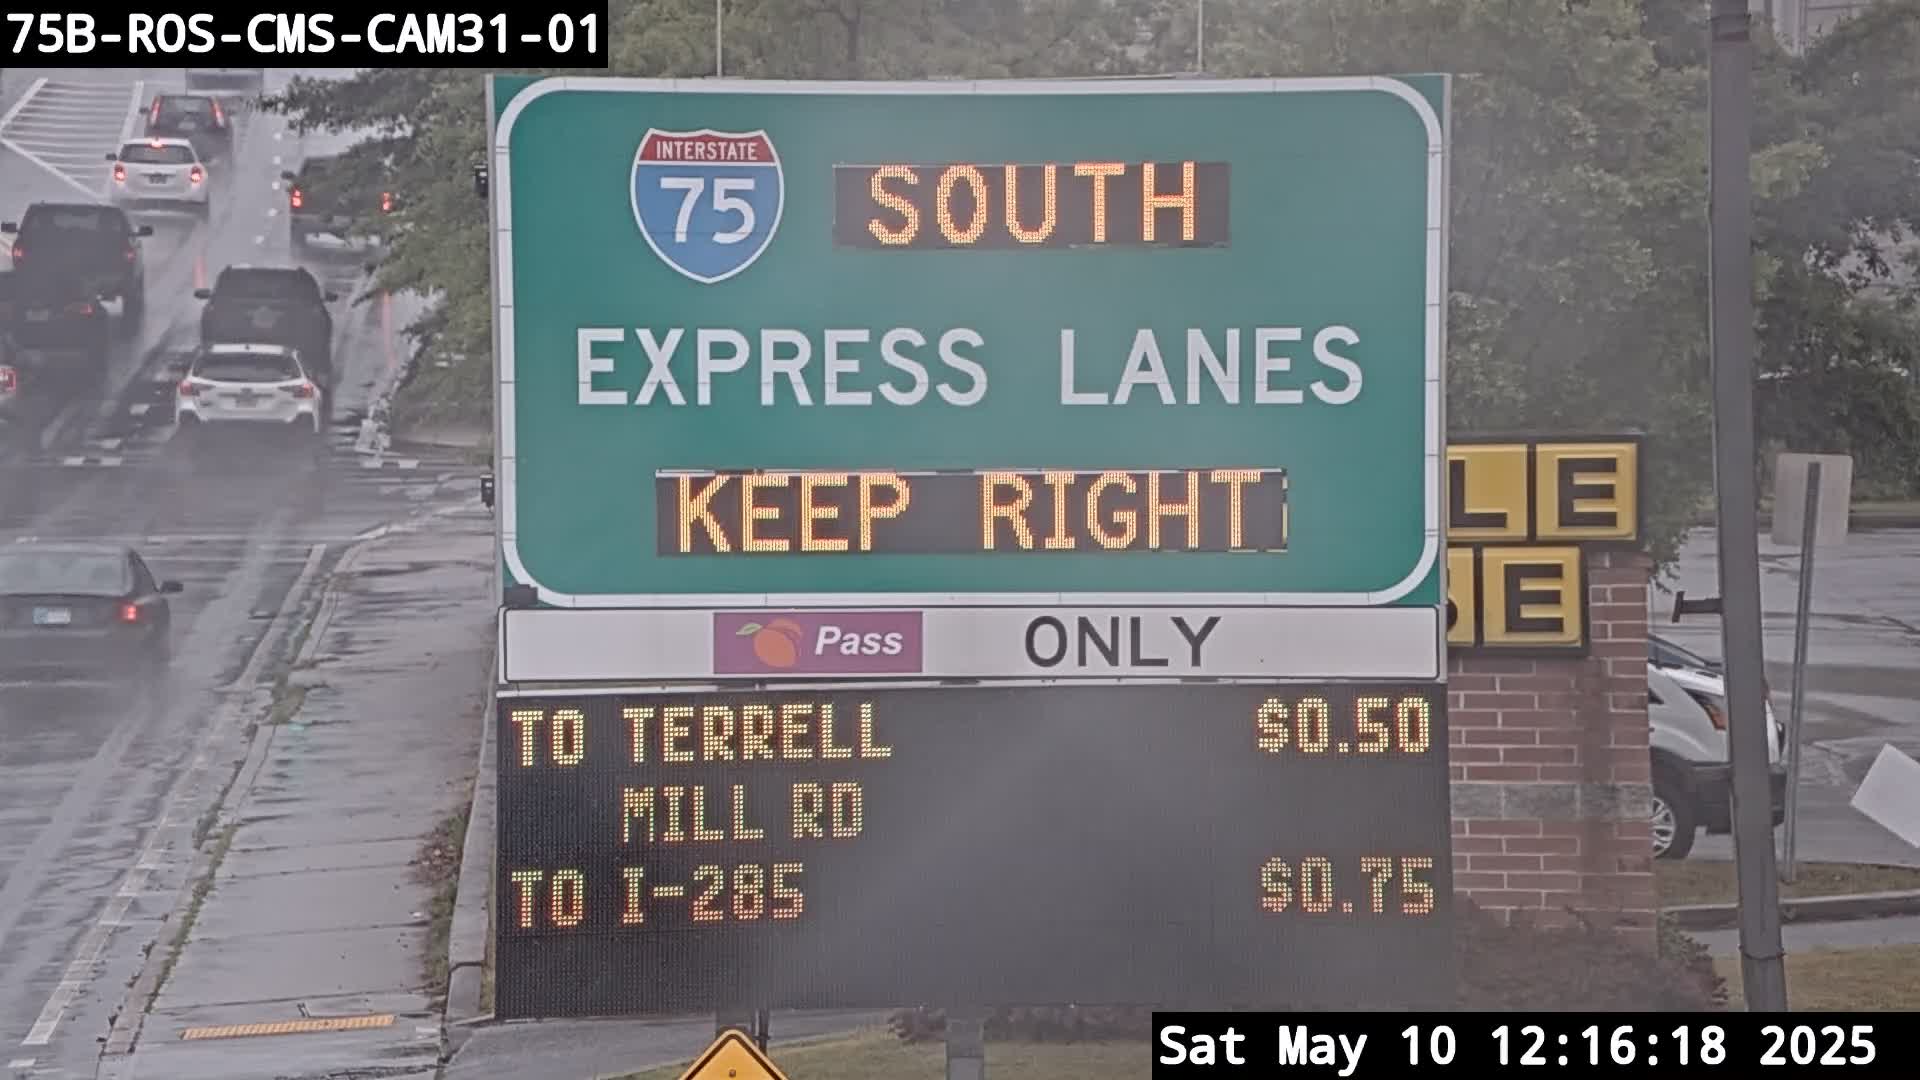 75B-ROS-CMS-CAM31-01
INTERSTATE
75 SOUTH
EXPRESS LANES
KEEP RIGHT
Pass ONLY
TO TERRELL $0.50
MILL RD
TO I-285 $0.75
LE
E
Sat May 10 12:16:18 2025